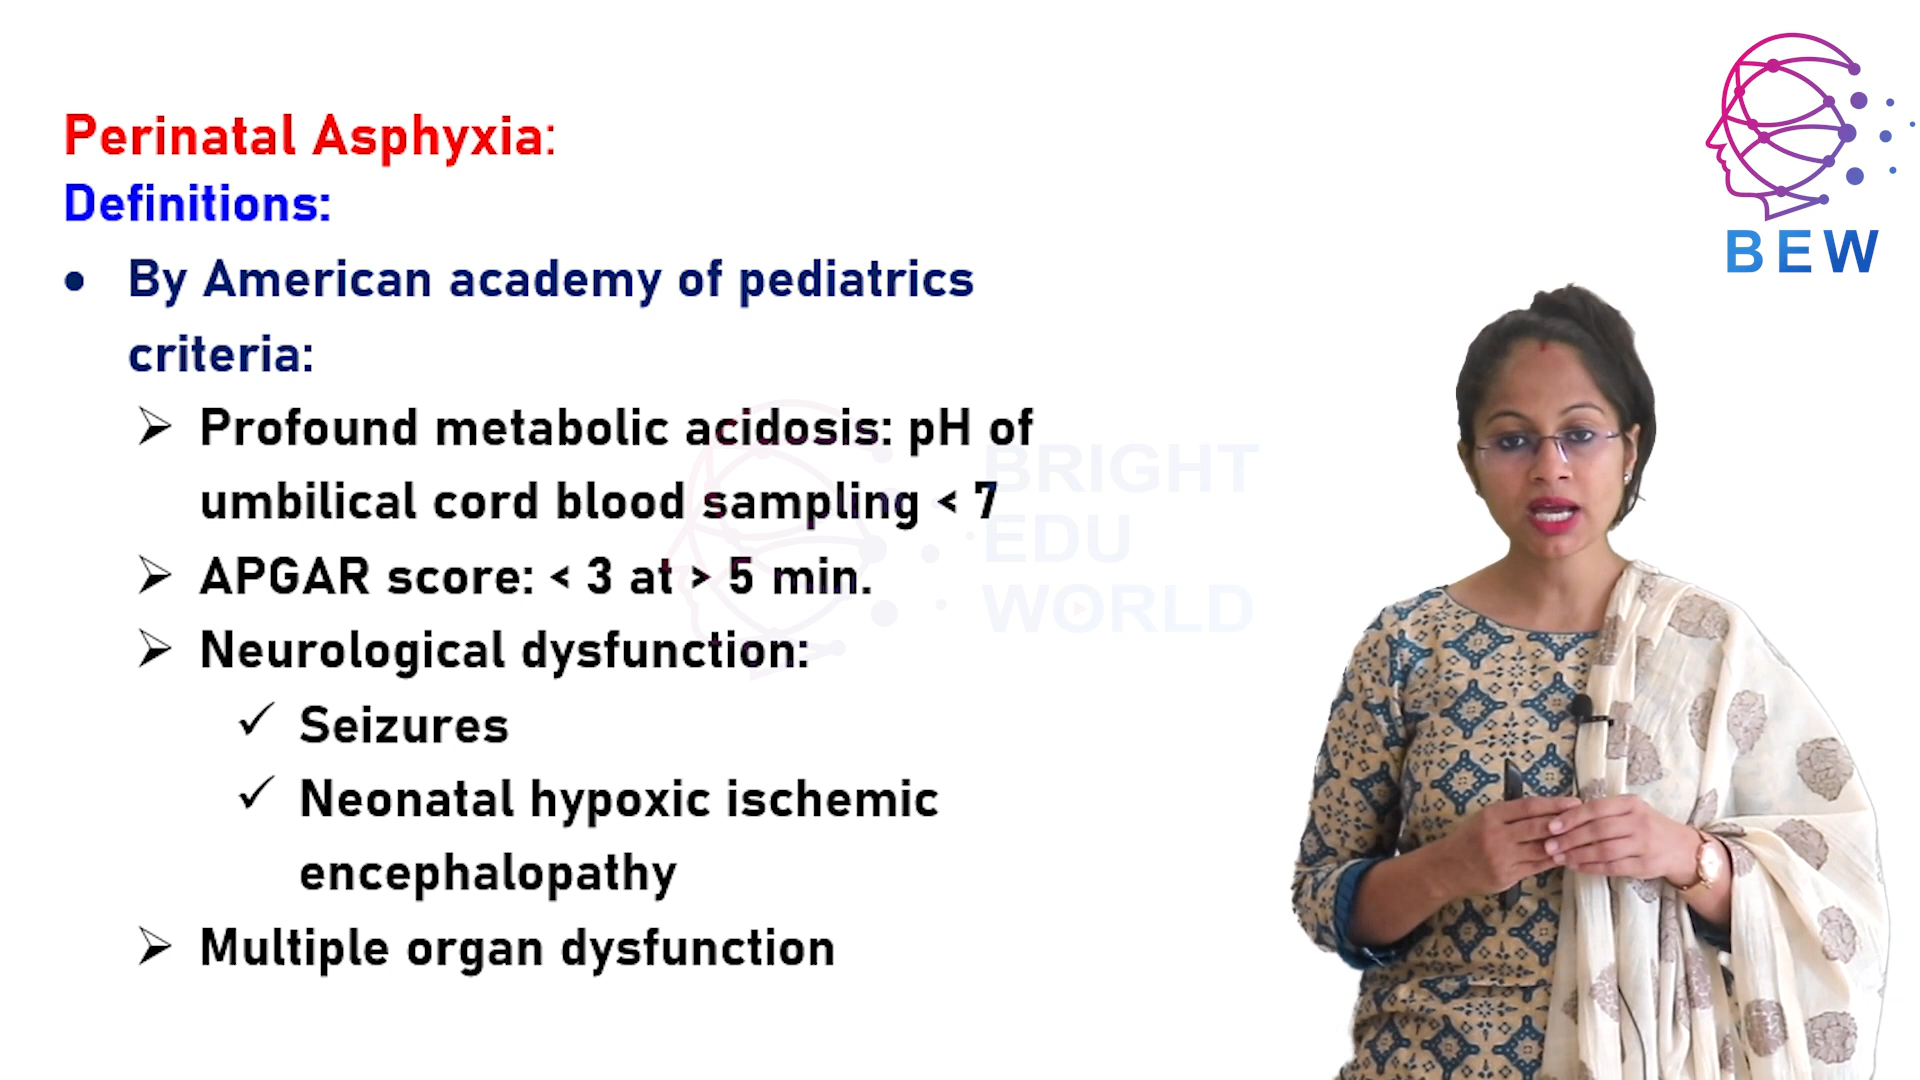 Perinatal Asphyxia:
Definitions:
• By American academy of pediatrics
criteria:
➢ Profound metabolic acidosis: pH of
umbilical cord blood sampling < 7
➢ APGAR score: < 3 at > 5 min.
➢ Neurological dysfunction:
✓ Seizures
✓ Neonatal hypoxic ischemic
encephalopathy
➢ Multiple organ dysfunction
BEW
BRIGHT
EDU
WORLD